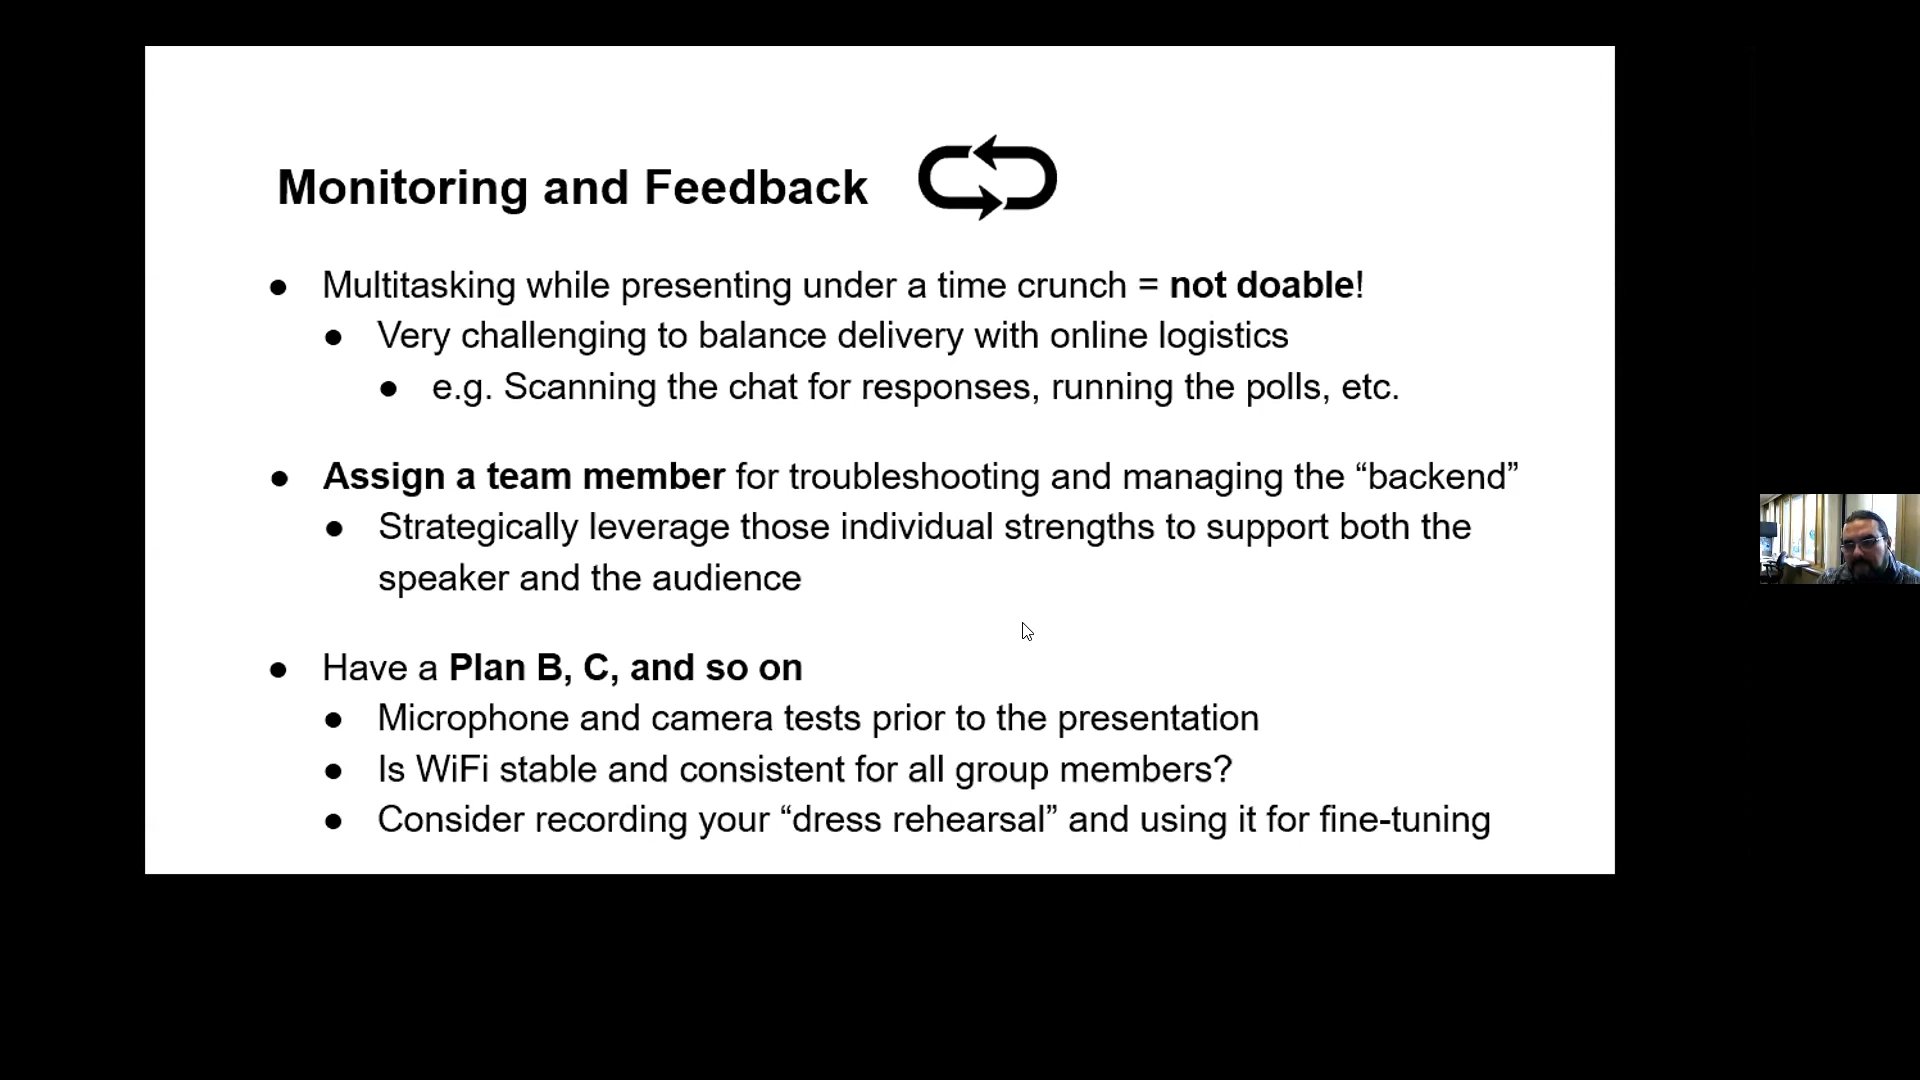 Monitoring and Feedback
● Multitasking while presenting under a time crunch = not doable!
● Very challenging to balance delivery with online logistics
● e.g. Scanning the chat for responses, running the polls, etc.
● Assign a team member for troubleshooting and managing the “backend”
● Strategically leverage those individual strengths to support both the
speaker and the audience
● Have a Plan B, C, and so on
● Microphone and camera tests prior to the presentation
● Is WiFi stable and consistent for all group members?
● Consider recording your “dress rehearsal” and using it for fine-tuning